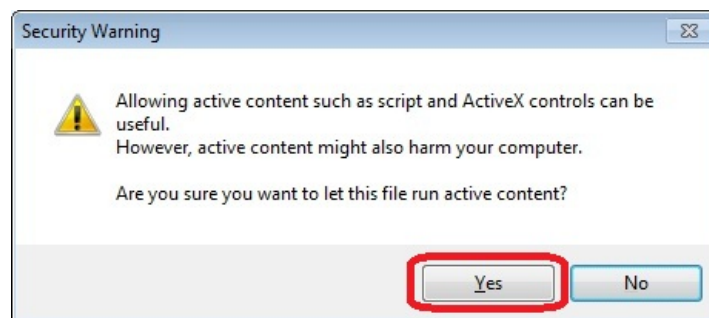 Security Warning
Allowing active content such as script and ActiveX controls can be
useful.
However, active content might also harm your computer.
Are you sure you want to let this file run active content?
Yes No